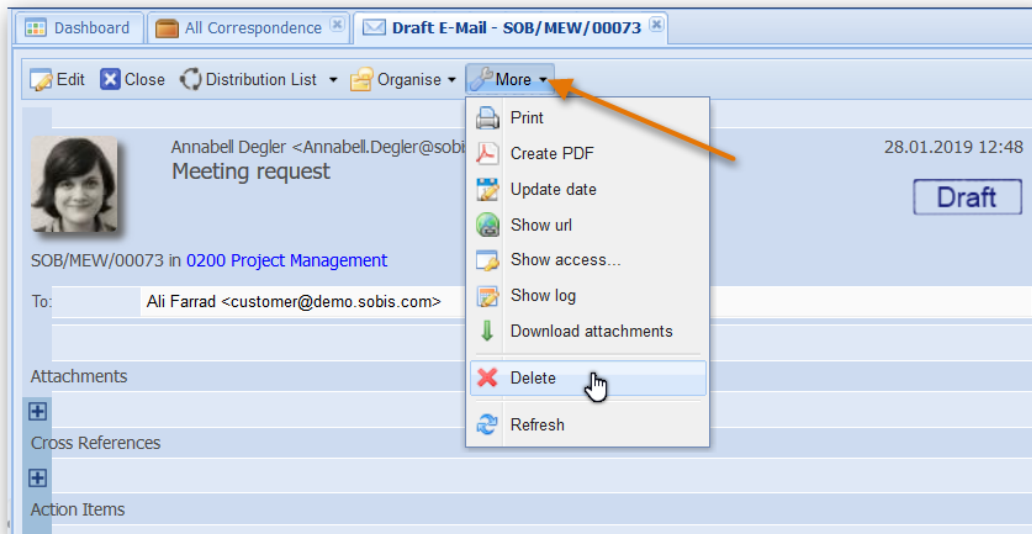 Dashboard All Correspondence Draft E-Mail - SOB/MEW/00073
Edit Close Distribution List Organise More
Print
Annabell Degler <Annabell.Degler@sobi
28.01.2019 12:48
Create PDF
Meeting request
Update date
Draft
Show url
SOB/MEW/00073 in 0200 Project Management
Show access...
To: Ali Farrad <customer@demo.sobis.com>
Show log
Download attachments
Attachments
Delete
Refresh
Cross References
Action Items